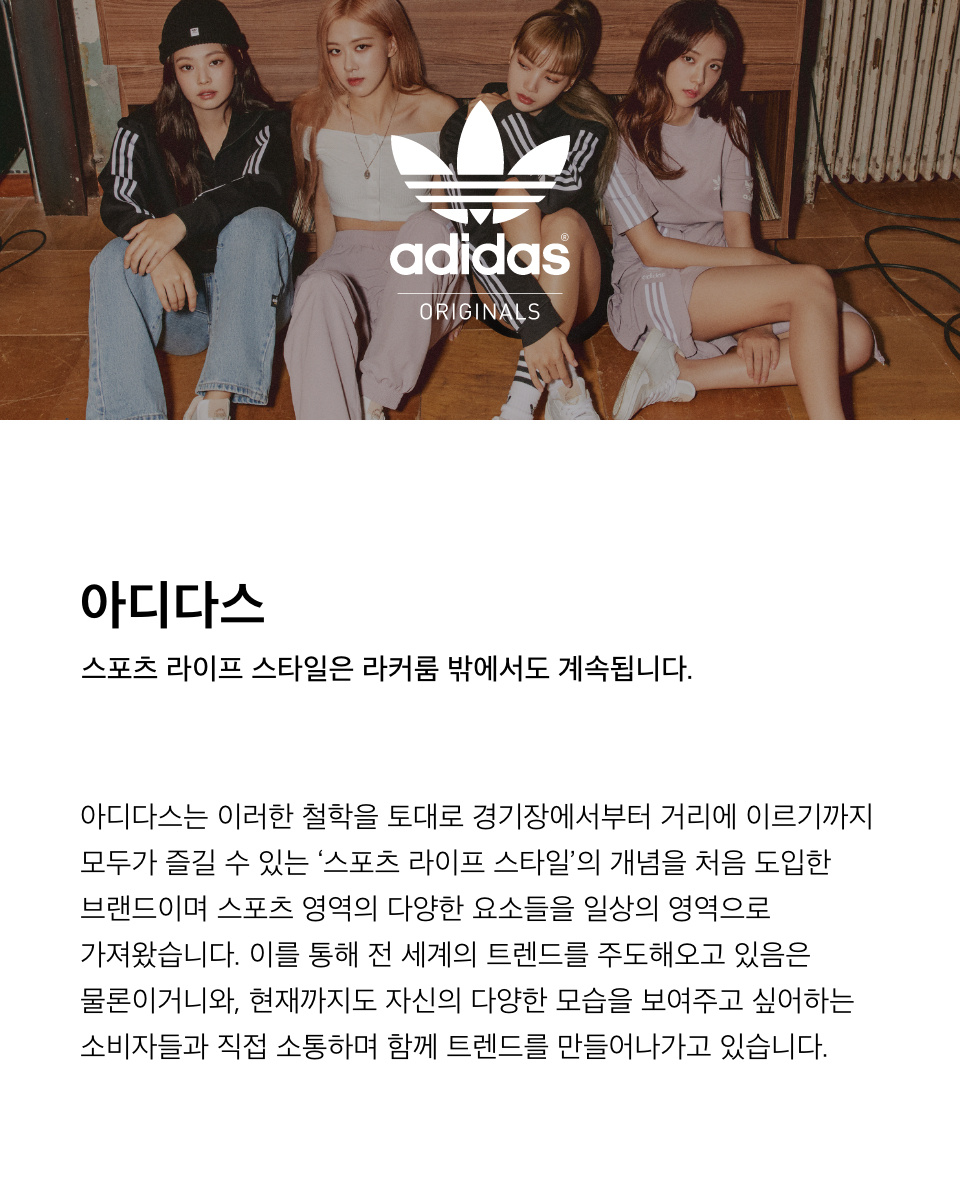 adidas®
ORIGINALS
아디다스
스포츠 라이프 스타일은 라커룸 밖에서도 계속됩니다.
아디다스는 이러한 철학을 토대로 경기장에서부터 거리에 이르기까지
모두가 즐길 수 있는 ‘스포츠 라이프 스타일’의 개념을 처음 도입한
브랜드이며 스포츠 영역의 다양한 요소들을 일상의 영역으로
가져왔습니다. 이를 통해 전 세계의 트렌드를 주도해오고 있음은
물론이거니와, 현재까지도 자신의 다양한 모습을 보여주고 싶어하는
소비자들과 직접 소통하며 함께 트렌드를 만들어나가고 있습니다.